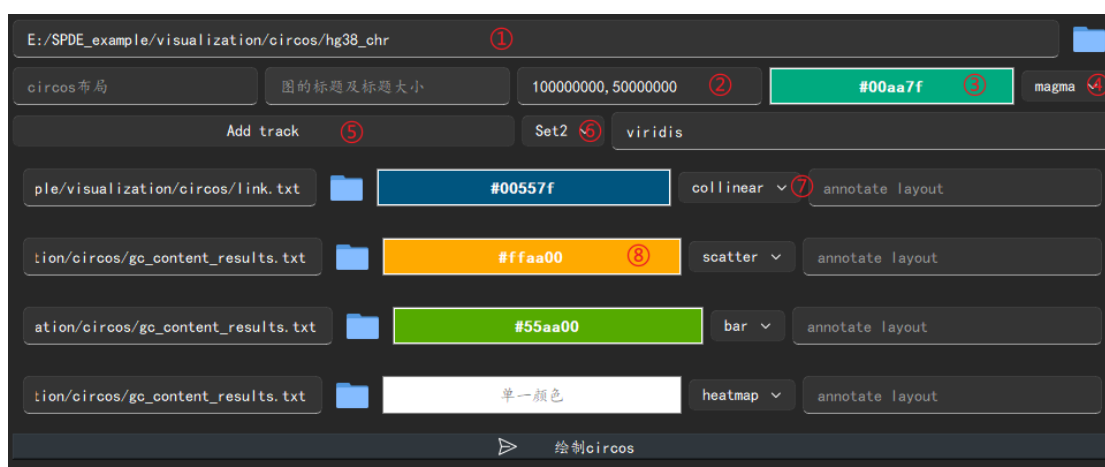 E:/SPDE_example/visualization/circos/hg38_chr ①
circos布局 图的标题及标题大小 100000000,50000000 ② #00aa7f ③ magma ④
Add track ⑤ Set2 ⑥ viridis
ple/visualization/circos/link.txt #00557f collinear ⑦ annotate layout
tion/circos/gc_content_results.txt #ffaa00 ⑧ scatter annotate layout
ation/circos/gc_content_results.txt #55aa00 bar annotate layout
tion/circos/gc_content_results.txt 单一颜色 heatmap annotate layout
绘制circos